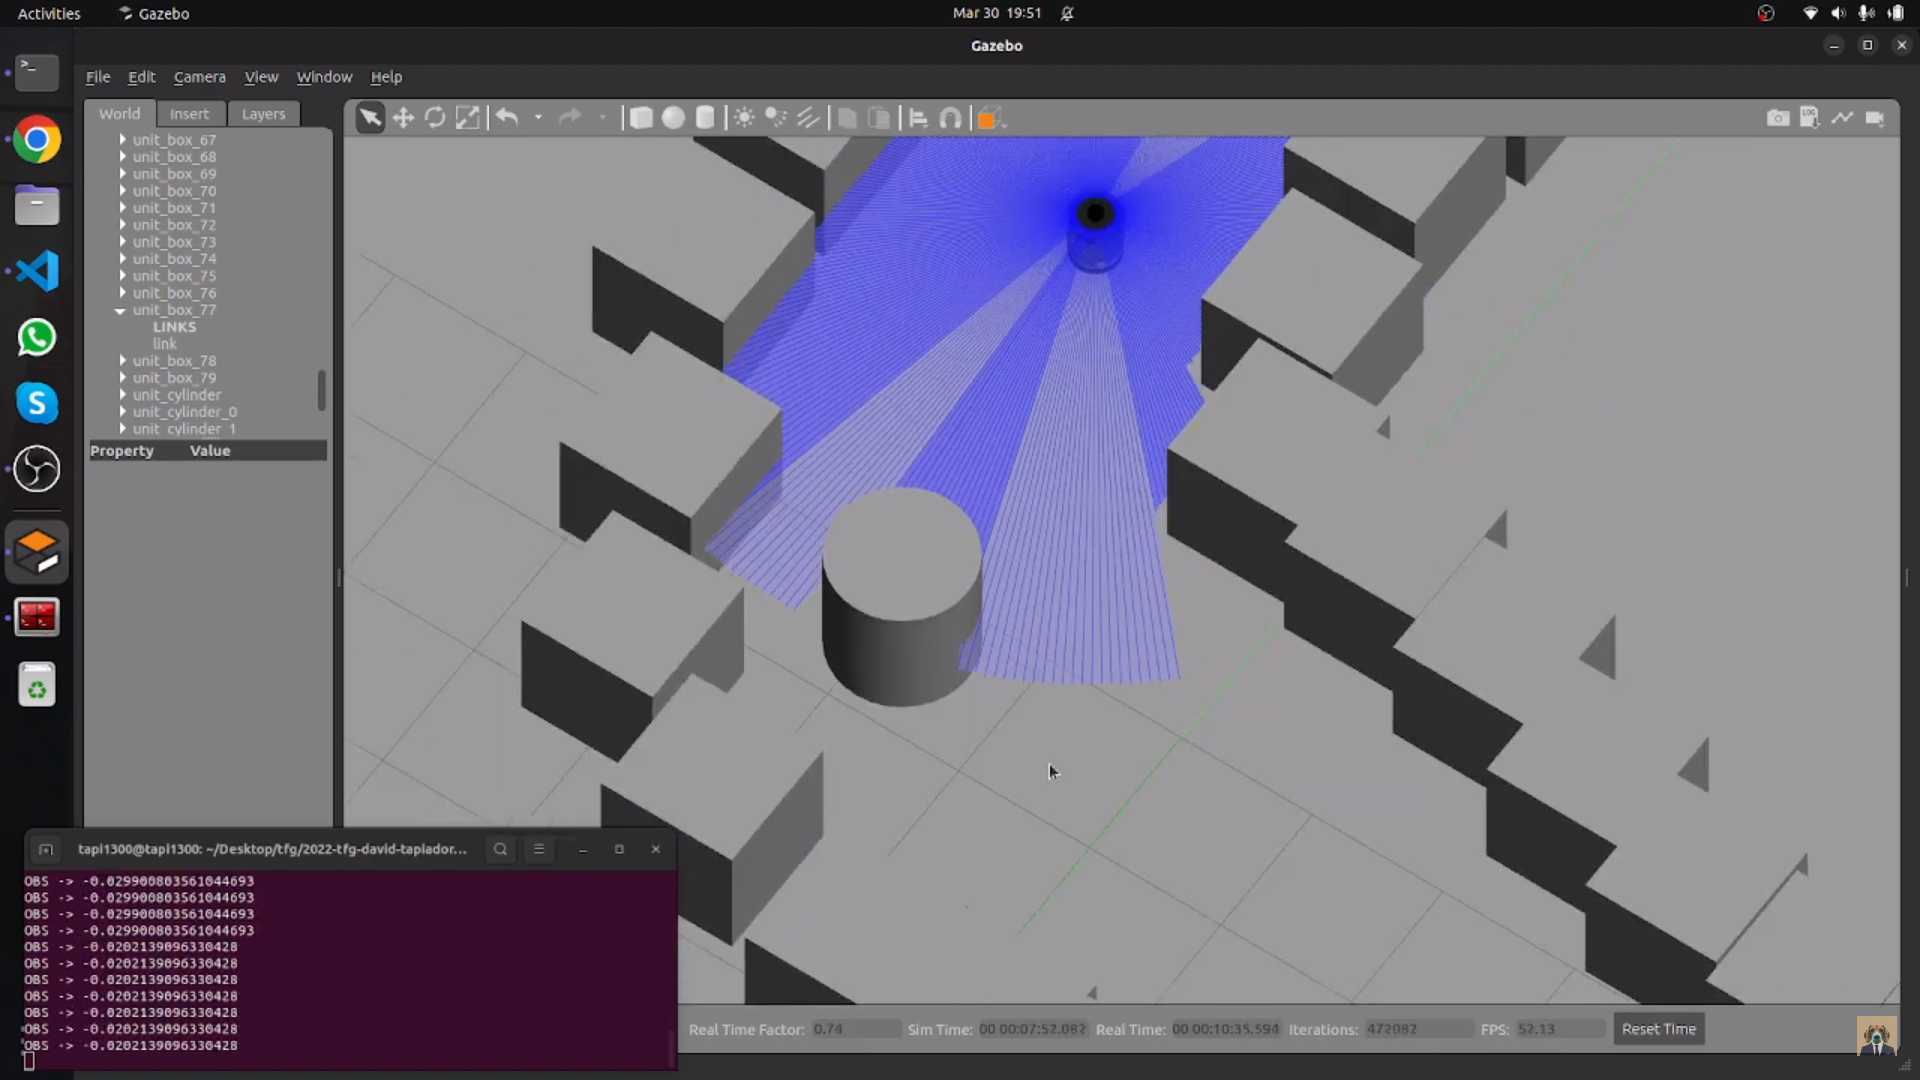 Activities
Gazebo
Mar 30 19:51
Gazebo
File Edit Camera View Window Help
World Insert Layers
unit_box_67
unit_box_68
unit_box_69
unit_box_70
unit_box_71
unit_box_72
unit_box_73
unit_box_74
unit_box_75
unit_box_76
unit_box_77
LINKS
link
unit_box_78
unit_box_79
unit_cylinder
unit_cylinder_0
unit_cylinder_1
Property Value
tapi1300@tapi1300: ~/Desktop/tfg/2022-tfg-david-tapiador...
OBS -> -0.029900803561044693
OBS -> -0.029900803561044693
OBS -> -0.029900803561044693
OBS -> -0.029900803561044693
OBS -> -0.0202139096330428
OBS -> -0.0202139096330428
OBS -> -0.0202139096330428
OBS -> -0.0202139096330428
OBS -> -0.0202139096330428
OBS -> -0.0202139096330428
OBS -> -0.0202139096330428
Real Time Factor: 0.74 Sim Time: 00 00:07:52.082 Real Time: 00 00:10:35.594 Iterations: 472082 FPS: 52.13 Reset Time